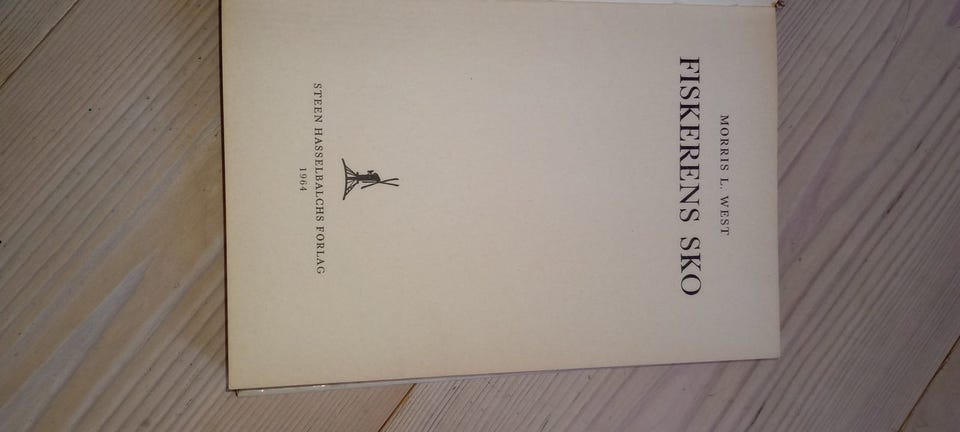 MORRIS L. WEST
FISKERENS SKO
STEEN HASSELBALCHS FORLAG
1964